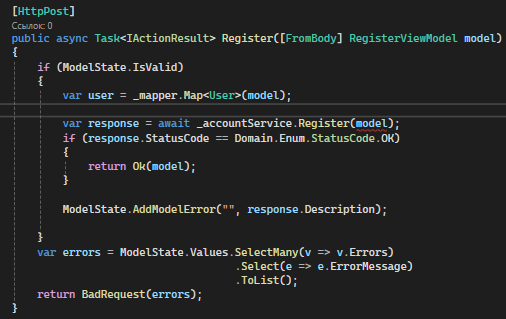 [HttpPost]
Ссылок: 0
public async Task<IActionResult> Register([FromBody] RegisterViewModel model)
{
if (ModelState.IsValid)
{
var user = _mapper.Map<User>(model);
var response = await _accountService.Register(model);
if (response.StatusCode == Domain.Enum.StatusCode.OK)
{
return Ok(model);
}
ModelState.AddModelError("", response.Description);
}
var errors = ModelState.Values.SelectMany(v => v.Errors)
.Select(e => e.ErrorMessage)
.ToList();
return BadRequest(errors);
}